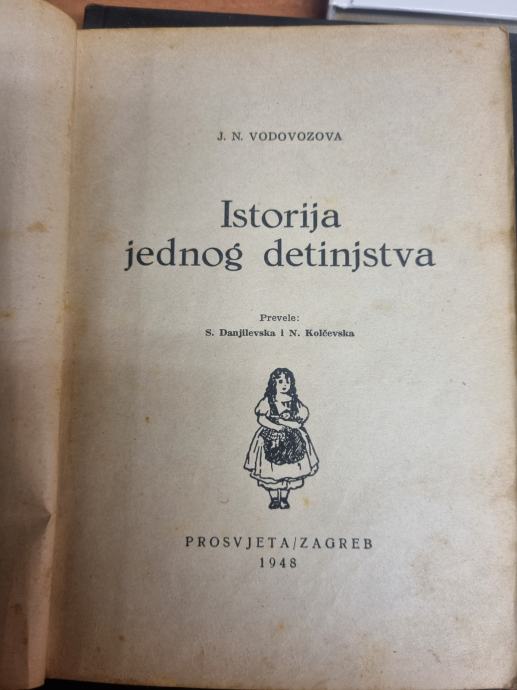 J. N. VODOVOZOVA
Istorija
jednog detinjstva
Prevele:
S. Danjilevska i N. Kolčevska
PROSVJETA/ZAGREB
1948